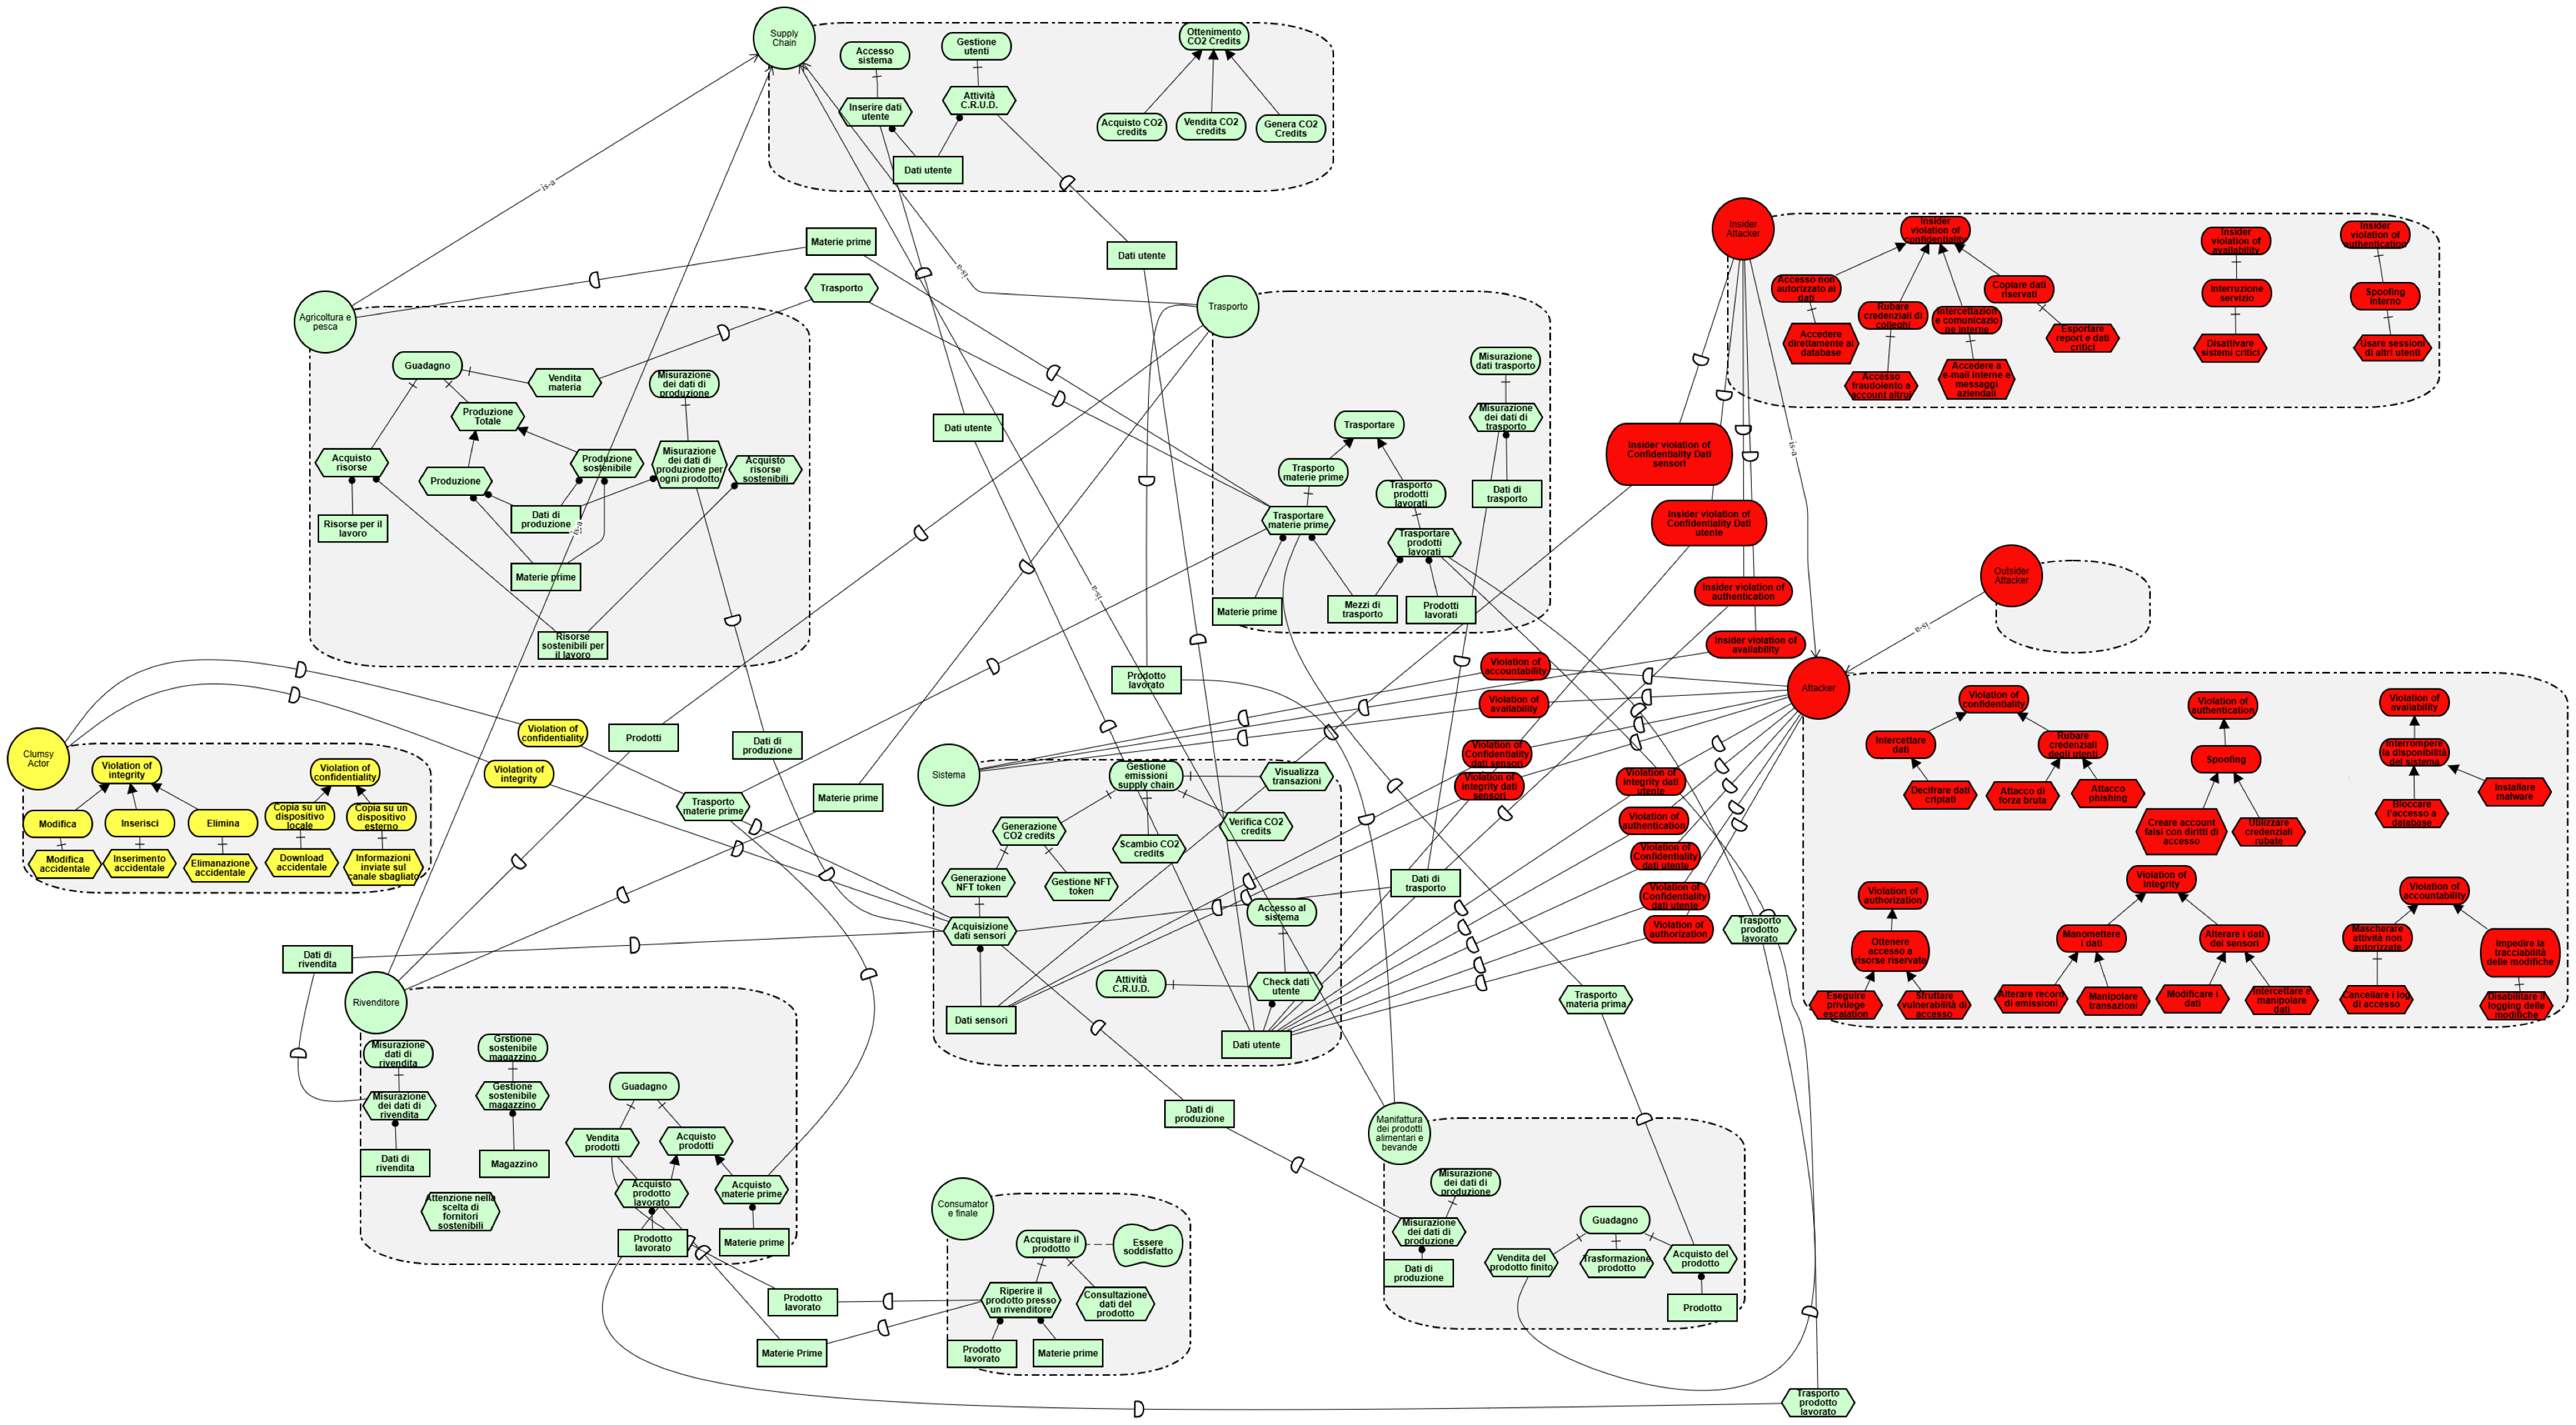 Supply
Chain
Accesso
sistema
Gestione
utenti
Ottenimento
CO2 Credits
Inserire dati
utente
Attività
C.R.U.D.
Acquisto CO2
credits
Vendita CO2
credits
Genera CO2
Credits
Dati utente
is-a
Materie prime
Trasporto
Dati utente
is-a
Dati utente
Agricoltura e
pesca
Guadagno
Vendita
materia
Misurazione
dei dati di
produzione
Produzione
Totale
Acquisto
risorse
Produzione
Produzione
sostenibile
Misurazione
dei dati di
produzione per
ogni prodotto
Acquisto
risorse
sostenibili
Risorse per il
lavoro
Dati di
produzione
is-a
Materie prime
Risorse
sostenibili per
il lavoro
Trasporto
Misurazione
dati trasporto
Trasportare
Misurazione
dei dati di
trasporto
Trasporto
materie prime
Trasporto
prodotti
lavorati
Dati di
trasporto
Trasportare
materie prime
Trasportare
prodotti
lavorati
Materie prime
Mezzi di
trasporto
Prodotti
lavorati
Insider
Attacker
Insider
violation of
confidentiality
Insider
violation of
availability
Insider
violation of
authentication
Accesso non
autorizzato ai
dati
Rubare
credenziali di
colleghi
Intercettazion
e comunicazio
ne interne
Copiare dati
riservati
Interruzione
servizio
Spoofing
interno
Accedere
direttamente al
database
Accesso
fraudolento a
account altrui
Accedere a
e-mail interne e
messaggi
aziendali
Esportare
report e dati
critici
Disattivare
sistemi critici
Usare sessioni
di altri utenti
is-a
Insider violation of
Confidentiality Dati
sensori
Insider violation of
Confidentiality Dati
utente
Insider violation of
authentication
Insider violation of
availability
Outsider
Attacker
is-a
Attacker
Violation of
accountability
Violation of
availability
Violation of
Confidentiality
dati sensori
Violation of
integrity dati
sensori
Violation of
integrity dati
utente
Violation of
authentication
Violation of
Confidentiality
dati utente
Violation of
Confidentiality
dati utente
Violation of
authorization
Violation of
confidentiality
Violation of
authentication
Violation of
availability
Intercettare
dati
Rubare
credenziali
degli utenti
Spoofing
Interrompere
la disponibilità
del sistema
Decifrare dati
criptati
Attacco di
forza bruta
Attacco
phishing
Creare account
falsi con diritti di
accesso
Utilizzare
credenziali
rubate
Bloccare
l'accesso a
database
Installare
malware
Violation of
authorization
Violation of
integrity
Violation of
accountability
Ottenere
accesso a
risorse riservate
Manomettere
i dati
Alterare i dati
dei sensori
Mascherare
attività non
autorizzate
Impedire la
tracciabilità
delle modifiche
Eseguire
privilege
escalation
Sfruttare
vulnerabilità di
accesso
Alterare record
di emissioni
Manipolare
transazioni
Modificare i
dati
Intercettare e
manipolare
dati
Cancellare i log
di accesso
Disabilitare il
logging delle
modifiche
Clumsy
Actor
Violation of
integrity
Violation of
confidentiality
Modifica
Inserisci
Elimina
Copia su un
dispositivo
locale
Copia su un
dispositivo
esterno
Modifica
accidentale
Inserimento
accidentale
Elimanazione
accidentale
Download
accidentale
Informazioni
inviate sul
canale sbagliato
Violation of
confidentiality
Violation of
integrity
Prodotti
Dati di
produzione
Trasporto
materie prime
Materie prime
Prodotto
lavorato
is-a
Sistema
Gestione
emissioni
supply chain
Visualizza
transazioni
Generazione
CO2 credits
Scambio CO2
credits
Verifica CO2
credits
Generazione
NFT token
Gestione NFT
token
Acquisizione
dati sensori
Accesso al
sistema
Attività
C.R.U.D.
Check dati
utente
Dati sensori
Dati utente
Dati di
trasporto
Trasporto
prodotto
lavorato
Trasporto
materia prima
Dati di
rivendita
Rivenditore
Misurazione
dati di
rivendita
Grstione
sostenibile
magazzino
Misurazione
dei dati di
rivendita
Gestione
sostenibile
magazzino
Guadagno
Vendita
prodotti
Acquisto
prodotti
Dati di
rivendita
Magazzino
Attenzione nella
scelta di
fornitori
sostenibili
Acquisto
prodotto
lavorato
Acquisto
materie prime
Prodotto
lavorato
Materie prime
Dati di
produzione
Prodotto
lavorato
Materie Prime
Consumator
e finale
Acquistare il
prodotto
Essere
soddisfatto
Riperire il
prodotto presso
un rivenditore
Consultazione
dati del
prodotto
Prodotto
lavorato
Materie prime
Manifattura
dei prodotti
alimentari e
bevande
Misurazione
dei dati di
produzione
Misurazione
dei dati di
produzione
Dati di
produzione
Guadagno
Vendita del
prodotto finito
Trasformazione
prodotto
Acquisto del
prodotto
Prodotto
Trasporto
prodotto
lavorato